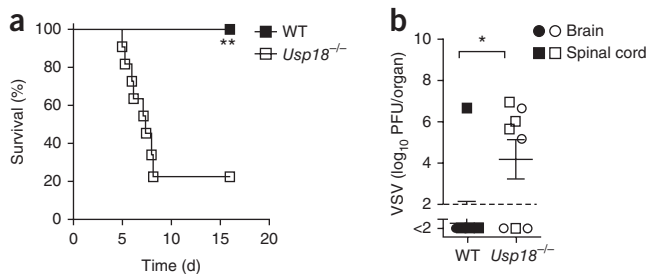 a
WT
**
Usp18–/–
Survival (%)
100
80
60
40
20
0
0 5 10 15 20
Time (d)
b
Brain
Spinal cord
*
VSV (log10 PFU/organ)
10
8
6
4
2
<2
WT Usp18–/–